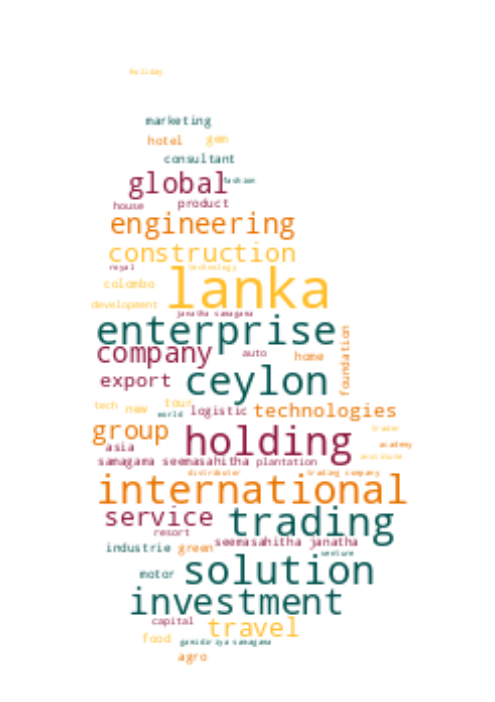 holiday
marketing
hotel gem
consultant
global fashion
house product
engineering
construction
royal technology
colombo lanka
development
janatha samagama
enterprise
company auto home foundation
export ceylon
tech new tour
world logistic technologies
group holding trader
asia academy
institute
samagama seemasahitha plantation
distributor trading company
international
service trading
resort
seemasahitha janatha
industrie green venture
motor solution
investment
capital travel
food gamidiriya samagama
agro